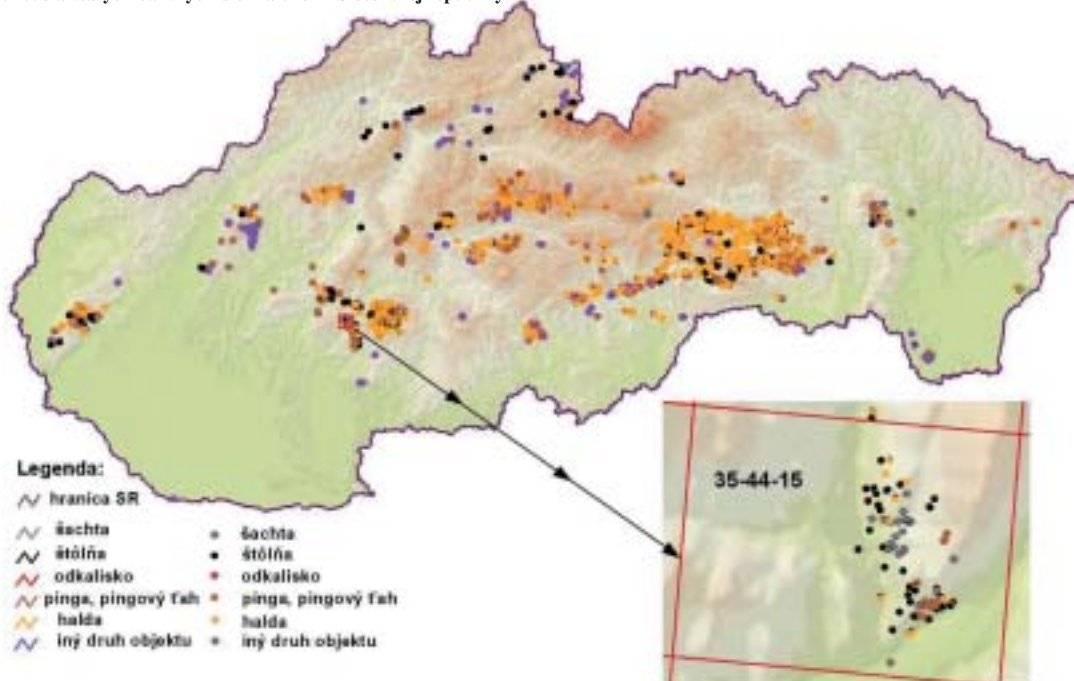 35-44-15
Legenda:
hranica SR
šachta šachta
štôlňa štôlňa
odkalisko odkalisko
pinga, pingový ťah pinga, pingový ťah
halda halda
iný druh objektu iný druh objektu